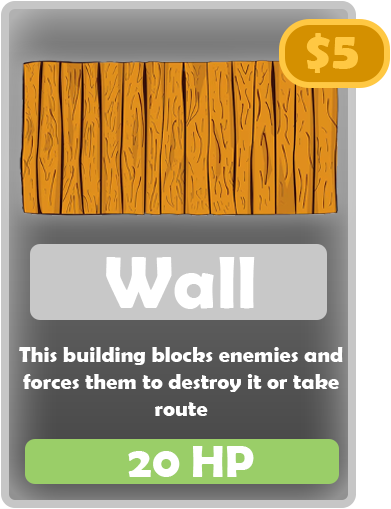 $5
Wall
This building blocks enemies and
forces them to destroy it or take
route
20 HP